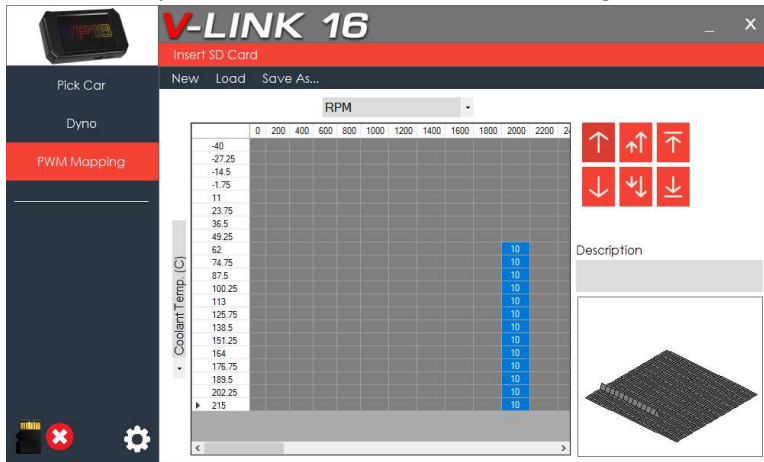 VP16
V-LINK 16
_ X
Insert SD Card
New Load Save As...
Pick Car
Dyno
PWM Mapping
RPM
0 200 400 600 800 1000 1200 1400 1600 1800 2000 2200 24
Coolant Temp. (C)
-40
-27.25
-14.5
-1.75
11
23.75
36.5
49.25
62 10
74.75 10
87.5 10
100.25 10
113 10
125.75 10
138.5 10
151.25 10
164 10
176.75 10
189.5 10
202.25 10
215 10
Description